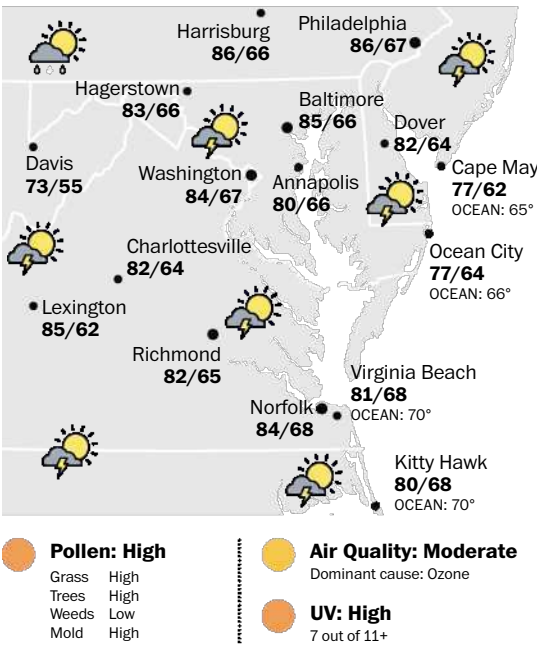 Harrisburg
86/66
Philadelphia
86/67
Hagerstown
83/66
Baltimore
85/66
Dover
82/64
Davis
73/55
Washington
84/67
Annapolis
80/66
Cape May
77/62
OCEAN: 65°
Charlottesville
82/64
Ocean City
77/64
OCEAN: 66°
Lexington
85/62
Richmond
82/65
Virginia Beach
81/68
OCEAN: 70°
Norfolk
84/68
Kitty Hawk
80/68
OCEAN: 70°
Pollen: High
Grass High
Trees High
Weeds Low
Mold High
Air Quality: Moderate
Dominant cause: Ozone
UV: High
7 out of 11+